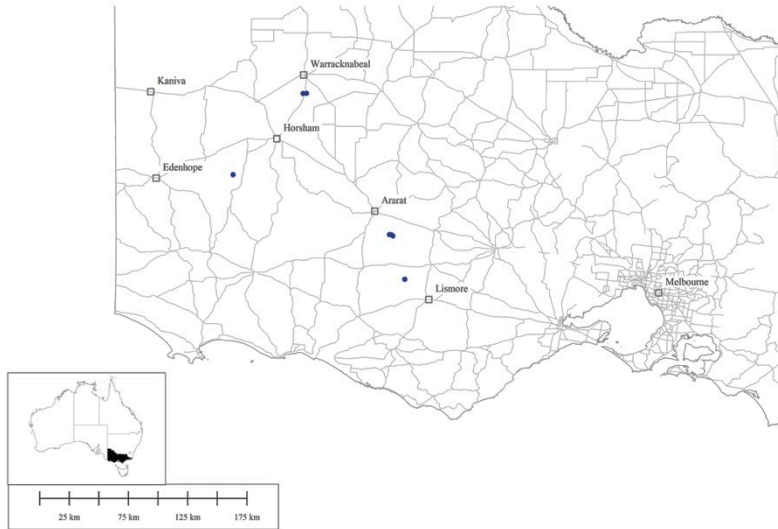 Warracknabeal
Kaniva
Horsham
Edenhope
Ararat
Melbourne
Lismore
25 km 75 km 125 km 175 km